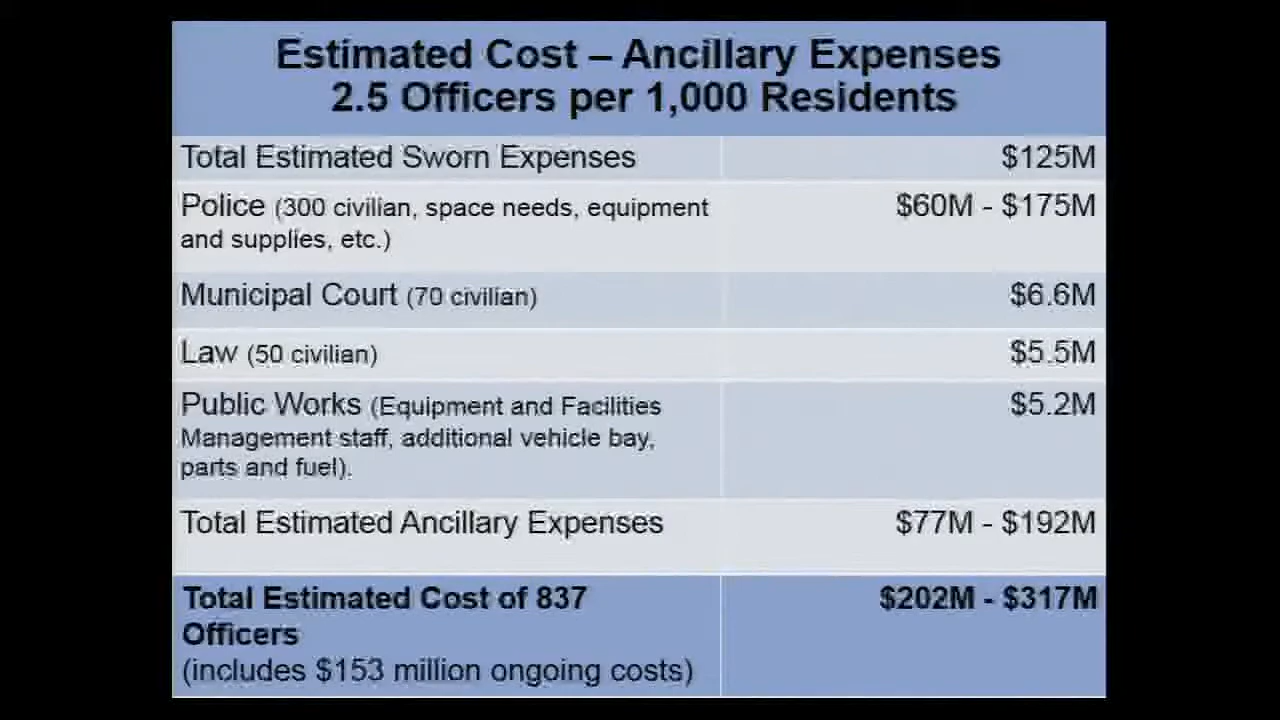 Estimated Cost – Ancillary Expenses
2.5 Officers per 1,000 Residents
Total Estimated Sworn Expenses $125M
Police (300 civilian, space needs, equipment $60M - $175M
and supplies, etc.)
Municipal Court (70 civilian) $6.6M
Law (50 civilian) $5.5M
Public Works (Equipment and Facilities $5.2M
Management staff, additional vehicle bay,
parts and fuel).
Total Estimated Ancillary Expenses $77M - $192M
Total Estimated Cost of 837 $202M - $317M
Officers
(includes $153 million ongoing costs)